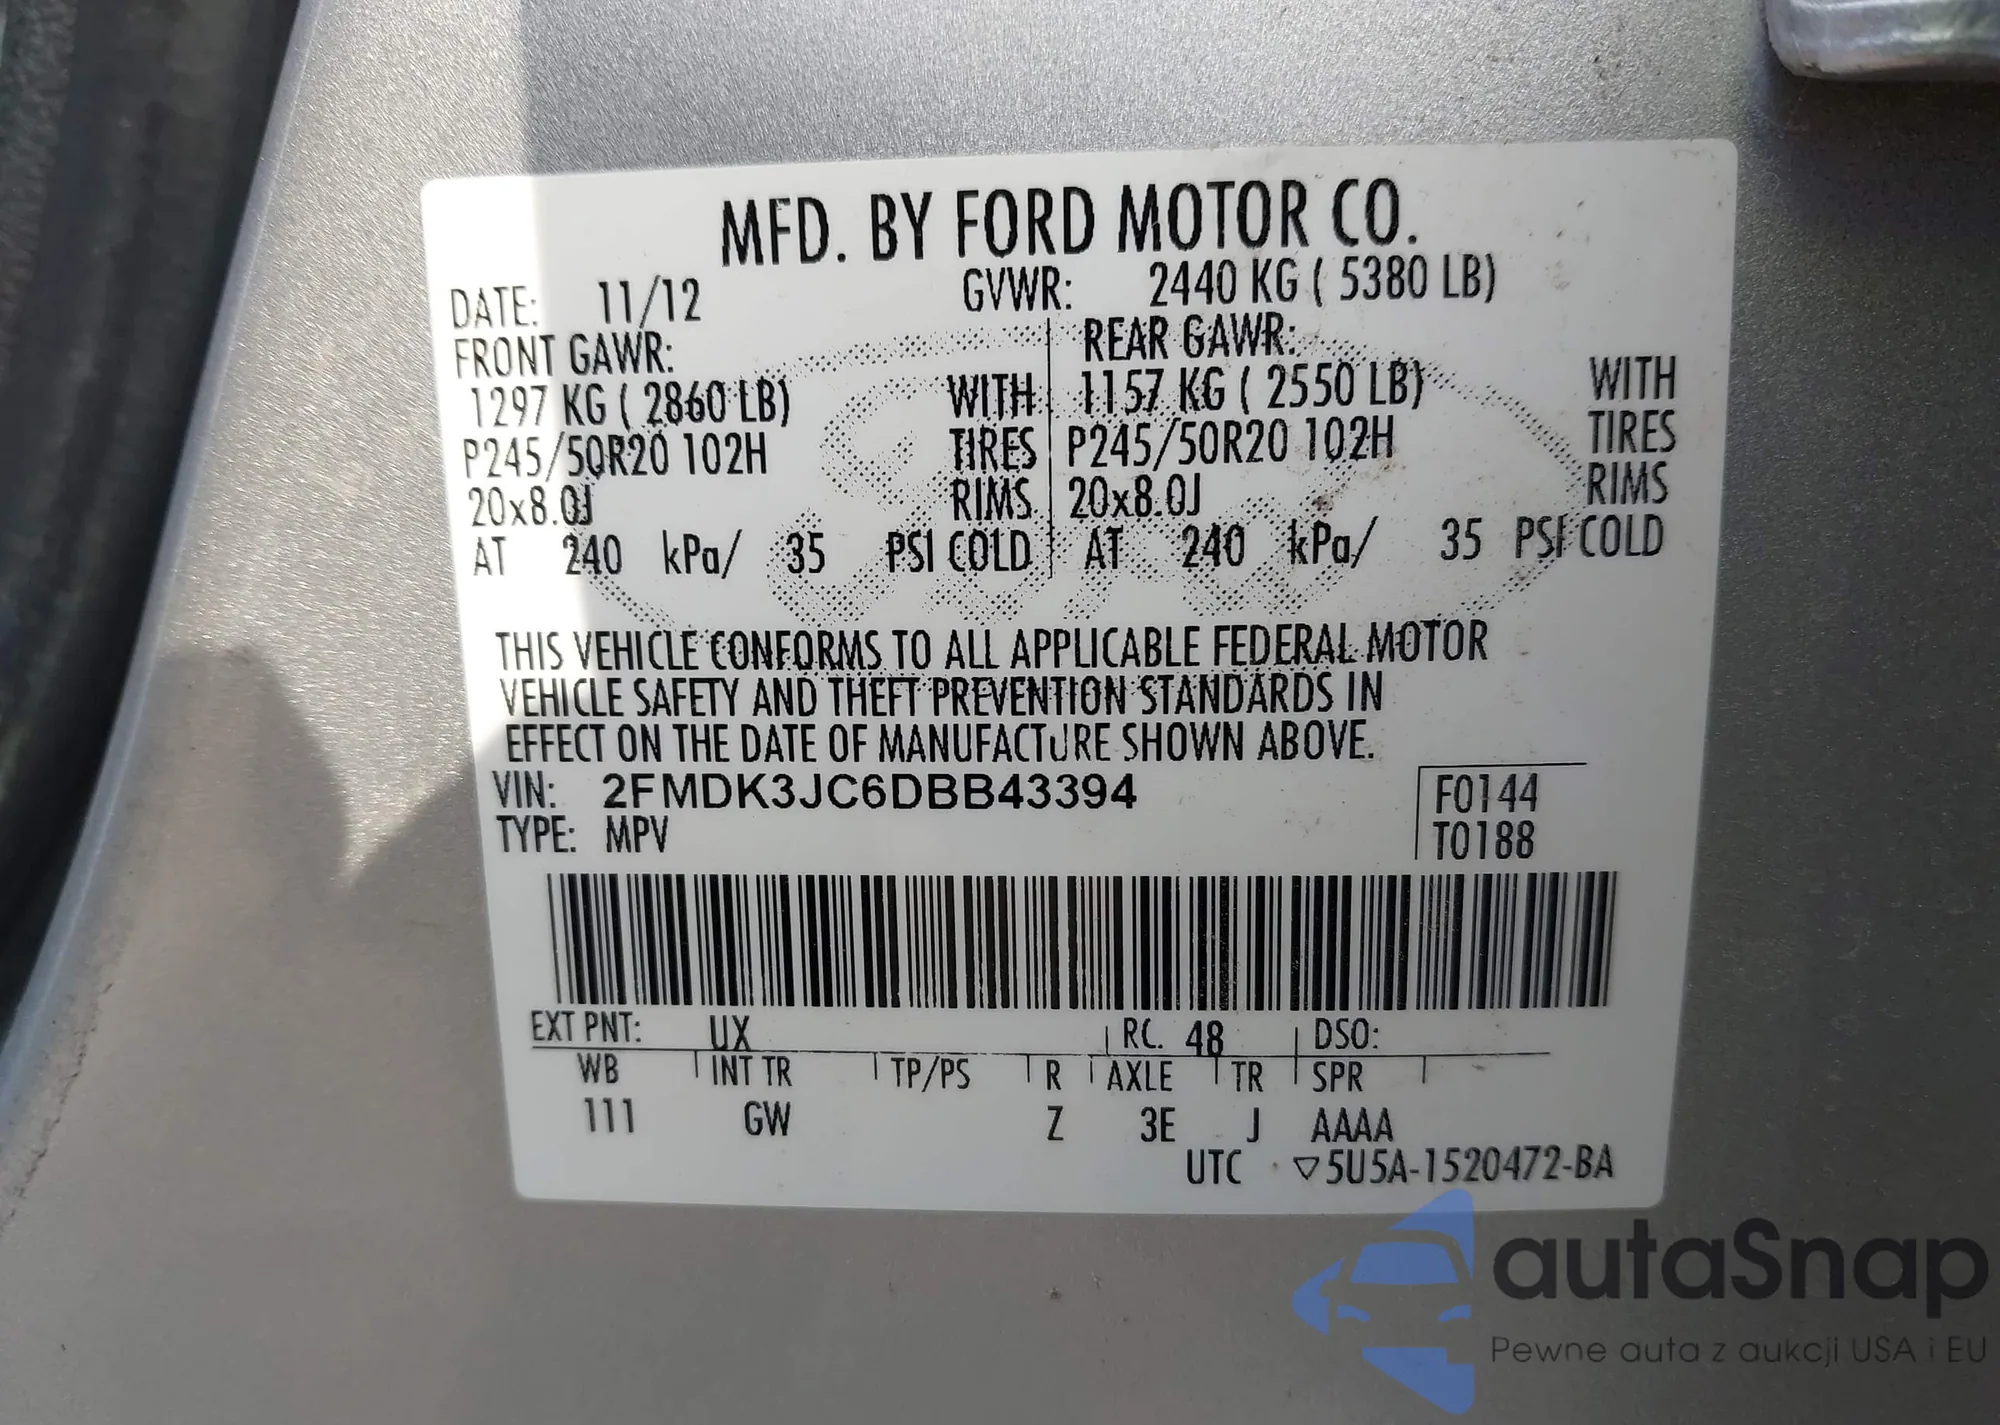 MFD. BY FORD MOTOR CO.
DATE: 11/12 GVWR: 2440 KG ( 5380 LB)
FRONT GAWR: REAR GAWR:
1297 KG ( 2860 LB) WITH 1157 KG ( 2550 LB) WITH
P245/50R20 102H TIRES P245/50R20 102H TIRES
20x8.0J RIMS 20x8.0J RIMS
AT 240 kPa/ 35 PSI COLD AT 240 kPa/ 35 PSI COLD
THIS VEHICLE CONFORMS TO ALL APPLICABLE FEDERAL MOTOR
VEHICLE SAFETY AND THEFT PREVENTION STANDARDS IN
EFFECT ON THE DATE OF MANUFACTURE SHOWN ABOVE.
VIN: 2FMDK3JC6DBB43394 F0144
TYPE: MPV T0188
EXT PNT: UX RC. 48 DSO:
WB INT TR TP/PS R AXLE TR SPR
111 GW Z 3E J AAAA
UTC ▽5U5A-1520472-BA
autaSnap
Pewne auta z aukcji USA i EU